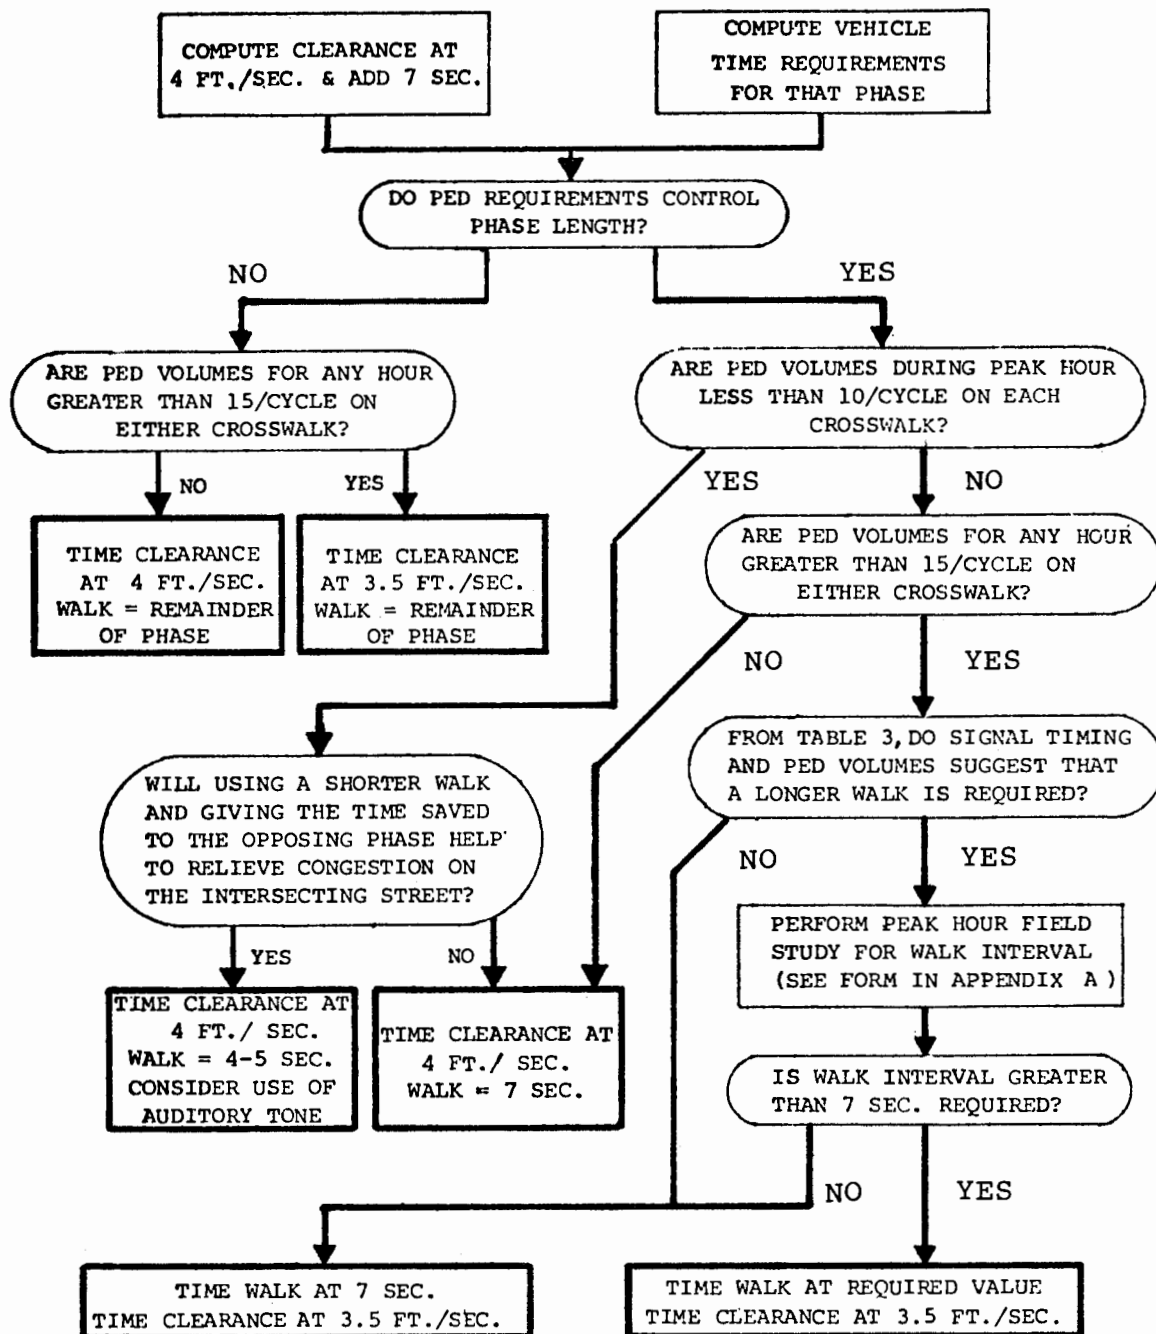 COMPUTE CLEARANCE AT
4 FT./SEC. & ADD 7 SEC.
COMPUTE VEHICLE
TIME REQUIREMENTS
FOR THAT PHASE
DO PED REQUIREMENTS CONTROL
PHASE LENGTH?
NO
YES
ARE PED VOLUMES FOR ANY HOUR
GREATER THAN 15/CYCLE ON
EITHER CROSSWALK?
ARE PED VOLUMES DURING PEAK HOUR
LESS THAN 10/CYCLE ON EACH
CROSSWALK?
NO
YES
YES
NO
TIME CLEARANCE
AT 4 FT./SEC.
WALK = REMAINDER
OF PHASE
TIME CLEARANCE
AT 3.5 FT./SEC.
WALK = REMAINDER
OF PHASE
ARE PED VOLUMES FOR ANY HOUR
GREATER THAN 15/CYCLE ON
EITHER CROSSWALK?
NO
YES
WILL USING A SHORTER WALK
AND GIVING THE TIME SAVED
TO THE OPPOSING PHASE HELP
TO RELIEVE CONGESTION ON
THE INTERSECTING STREET?
FROM TABLE 3, DO SIGNAL TIMING
AND PED VOLUMES SUGGEST THAT
A LONGER WALK IS REQUIRED?
NO
YES
YES
NO
PERFORM PEAK HOUR FIELD
STUDY FOR WALK INTERVAL
(SEE FORM IN APPENDIX A )
TIME CLEARANCE AT
4 FT./ SEC.
WALK = 4-5 SEC.
CONSIDER USE OF
AUDITORY TONE
TIME CLEARANCE AT
4 FT./ SEC.
WALK = 7 SEC.
IS WALK INTERVAL GREATER
THAN 7 SEC. REQUIRED?
NO
YES
TIME WALK AT 7 SEC.
TIME CLEARANCE AT 3.5 FT./SEC.
TIME WALK AT REQUIRED VALUE
TIME CLEARANCE AT 3.5 FT./SEC.